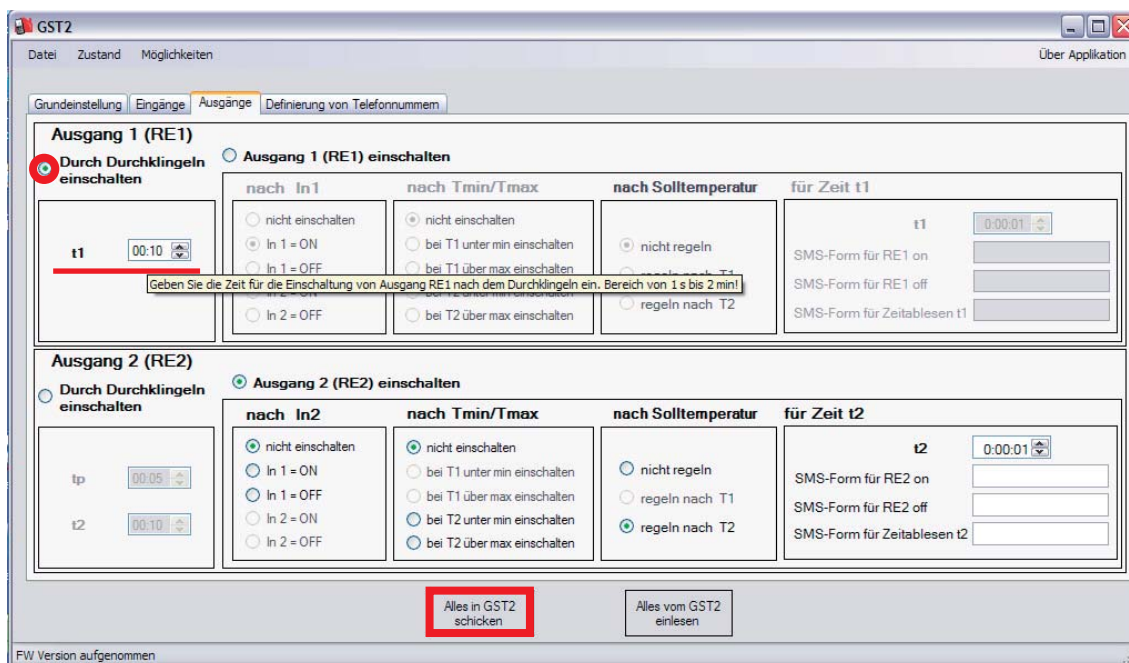 GST2
Datei Zustand Möglichkeiten Über Applikation
Grundeinstellung Eingänge Ausgänge Definierung von Telefonnummern
Ausgang 1 (RE1)
Durch Durchklingeln
einschalten
Ausgang 1 (RE1) einschalten
nach In1
nach Tmin/Tmax
nach Solltemperatur
für Zeit t1
t1 00:10
nicht einschalten
In 1 = ON
In 1 = OFF
In 2 = OFF
nicht einschalten
bei T1 unter min einschalten
bei T1 über max einschalten
bei T2 über max einschalten
nicht regeln
regeln nach T2
t1 0:00:01
SMS-Form für RE1 on
SMS-Form für RE1 off
SMS-Form für Zeitablesen t1
Geben Sie die Zeit für die Einschaltung von Ausgang RE1 nach dem Durchklingeln ein. Bereich von 1 s bis 2 min!
Ausgang 2 (RE2)
Durch Durchklingeln
einschalten
Ausgang 2 (RE2) einschalten
nach In2
nach Tmin/Tmax
nach Solltemperatur
für Zeit t2
tp 00:05
t2 00:10
nicht einschalten
In 1 = ON
In 1 = OFF
In 2 = ON
In 2 = OFF
nicht einschalten
bei T1 unter min einschalten
bei T1 über max einschalten
bei T2 unter min einschalten
bei T2 über max einschalten
nicht regeln
regeln nach T1
regeln nach T2
t2 0:00:01
SMS-Form für RE2 on
SMS-Form für RE2 off
SMS-Form für Zeitablesen t2
Alles in GST2
schicken
Alles vom GST2
einlesen
FW Version aufgenommen